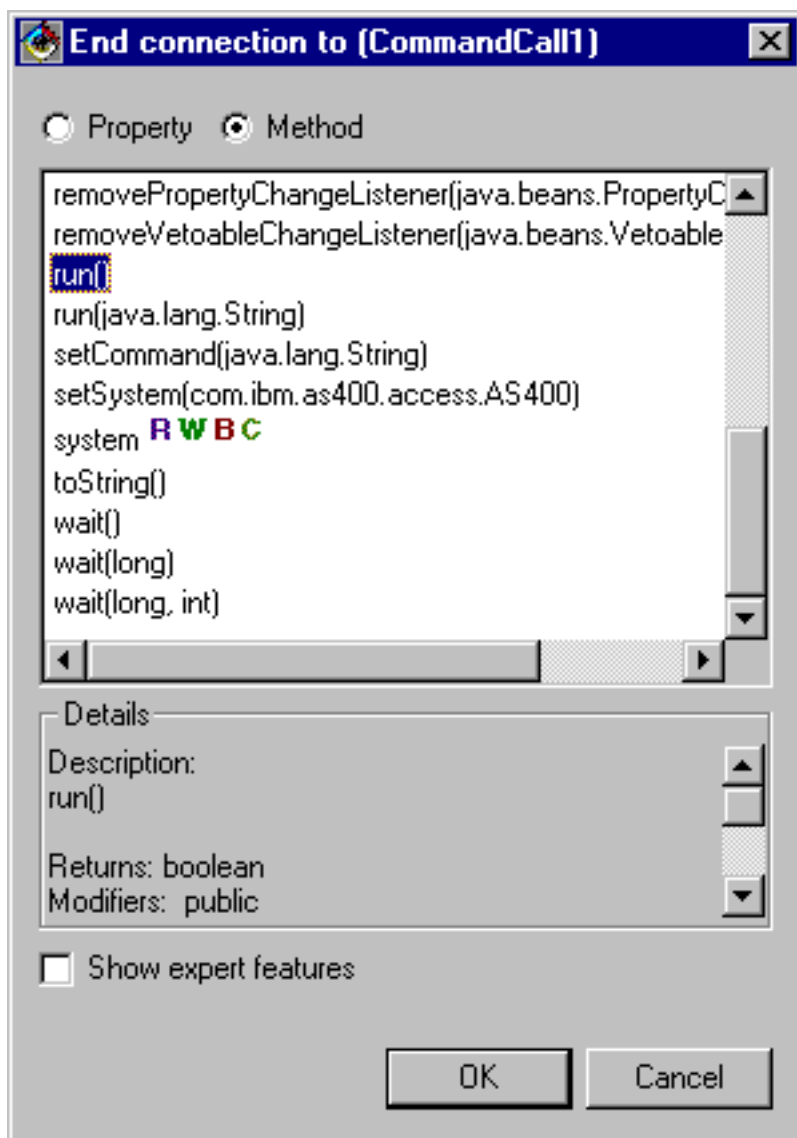 End connection to (CommandCall1)
Property Method
removePropertyChangeListener(java.beans.PropertyC
removeVetoableChangeListener(java.beans.Vetoable
run()
run(java.lang.String)
setCommand(java.lang.String)
setSystem(com.ibm.as400.access.AS400)
system R W B C
toString()
wait()
wait(long)
wait(long, int)
Details
Description:
run()
Returns: boolean
Modifiers: public
Show expert features
OK Cancel